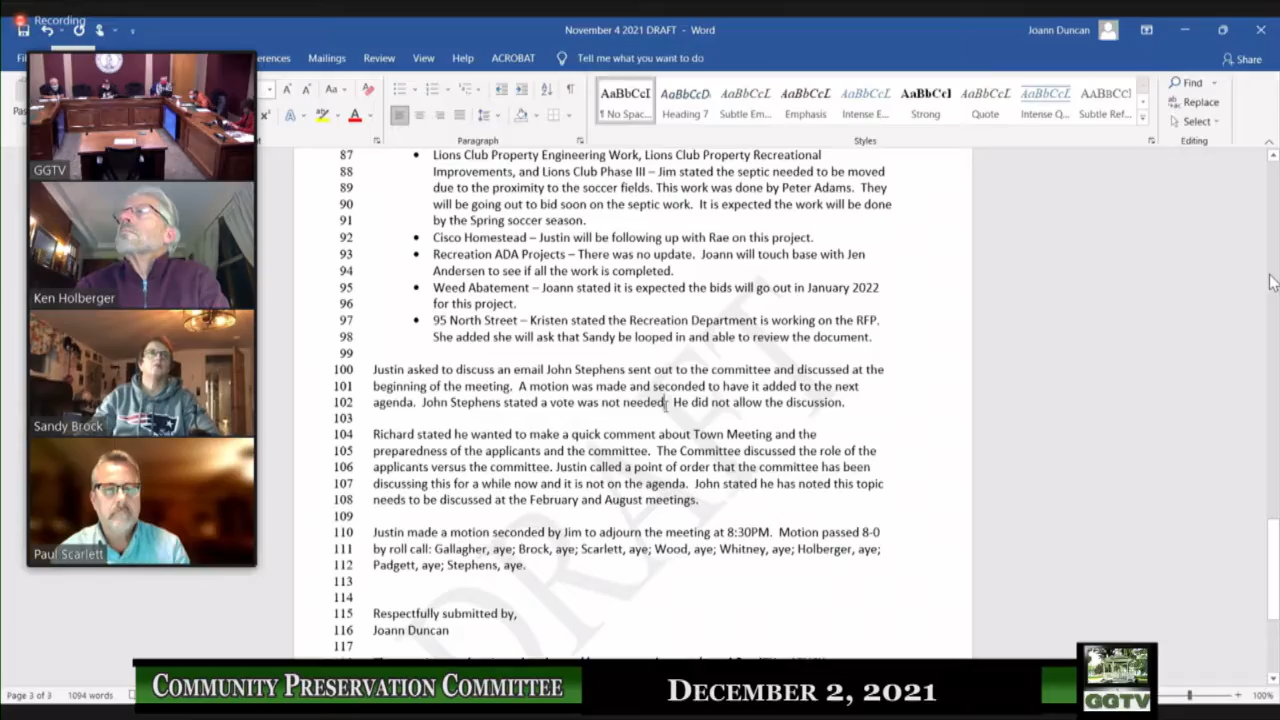 Recording
November 4 2021 DRAFT - Word
Joann Duncan
erences Mailings Review View Help ACROBAT Tell me what you want to do
Share
Aa
AaBbCcL AaBbCcD AaBbCcL AaBbCcL AaBbCcL AaBbCcL AaBbCcL AaBbCcL AABBCCI
¶ No Spac... Heading 7 Subtle Em... Emphasis Intense E... Strong Quote Intense Q... Subtle Ref...
Find
Replace
Select
Paragraph
Styles
Editing
GGTV
Ken Holberger
Sandy Brock
Paul Scarlett
87 • Lions Club Property Engineering Work, Lions Club Property Recreational
88 Improvements, and Lions Club Phase III – Jim stated the septic needed to be moved
89 due to the proximity to the soccer fields. This work was done by Peter Adams. They
90 will be going out to bid soon on the septic work. It is expected the work will be done
91 by the Spring soccer season.
92 • Cisco Homestead – Justin will be following up with Rae on this project.
93 • Recreation ADA Projects – There was no update. Joann will touch base with Jen
94 Andersen to see if all the work is completed.
95 • Weed Abatement – Joann stated it is expected the bids will go out in January 2022
96 for this project.
97 • 95 North Street – Kristen stated the Recreation Department is working on the RFP.
98 She added she will ask that Sandy be looped in and able to review the document.
99
100 Justin asked to discuss an email John Stephens sent out to the committee and discussed at the
101 beginning of the meeting. A motion was made and seconded to have it added to the next
102 agenda. John Stephens stated a vote was not needed. He did not allow the discussion.
103
104 Richard stated he wanted to make a quick comment about Town Meeting and the
105 preparedness of the applicants and the committee. The Committee discussed the role of the
106 applicants versus the committee. Justin called a point of order that the committee has been
107 discussing this for a while now and it is not on the agenda. John stated he has noted this topic
108 needs to be discussed at the February and August meetings.
109
110 Justin made a motion seconded by Jim to adjourn the meeting at 8:30PM. Motion passed 8-0
111 by roll call: Gallagher, aye; Brock, aye; Scarlett, aye; Wood, aye; Whitney, aye; Holberger, aye;
112 Padgett, aye; Stephens, aye.
113
114
115 Respectfully submitted by,
116 Joann Duncan
117
DRAFT
Page 3 of 3 1094 words
100%
COMMUNITY PRESERVATION COMMITTEE
DECEMBER 2, 2021
GGTV